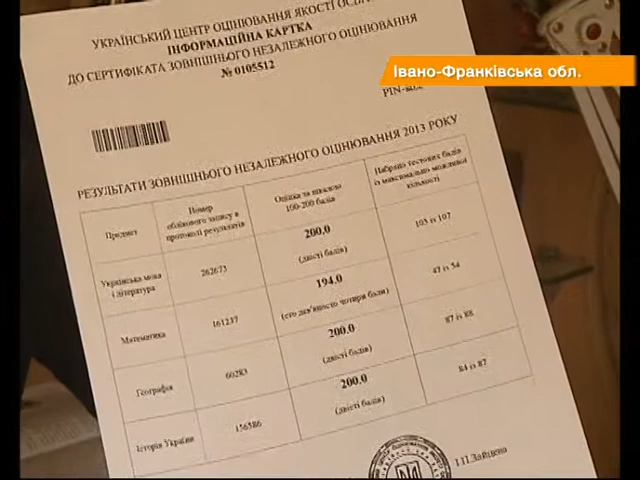 УКРАЇНСЬКИЙ ЦЕНТР ОЦІНЮВАННЯ ЯКОСТІ
ІНФОРМАЦІЙНА КАРТКА
ДО СЕРТИФІКАТА ЗОВНІШНЬОГО НЕЗАЛЕЖНОГО ОЦІНЮВАННЯ
№ 0105512
Івано-Франківська обл.
PIN-код
РЕЗУЛЬТАТИ ЗОВНІШНЬОГО НЕЗАЛЕЖНОГО ОЦІНЮВАННЯ 2013 РОКУ
Предмет
Номер
облікового запису в
протоколі результатів
Оцінка за шкалою
100-200 балів
Набрано тестових балів
із максимально можливої
кількості
Українська мова
і література
262673
200.0
(двісті балів)
103 із 107
Математика
161237
194.0
(сто дев'яносто чотири бали)
47 із 54
Географія
60283
200.0
(двісті балів)
87 із 88
Історія України
156586
200.0
(двісті балів)
84 із 87
І.П.Зайцева